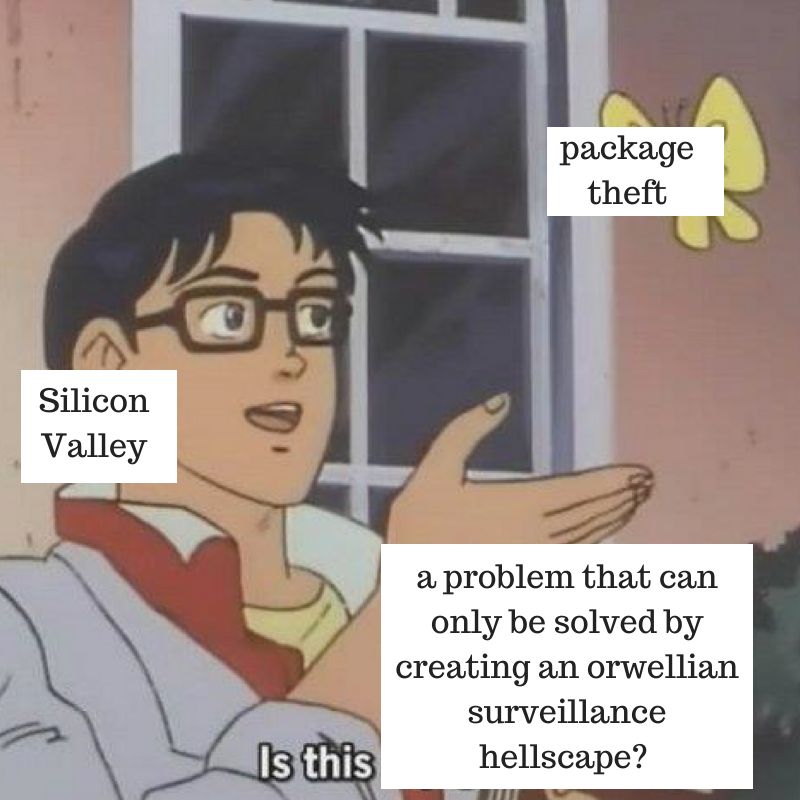 package
theft
Silicon
Valley
a problem that can
only be solved by
creating an orwellian
surveillance
hellscape?
Is this